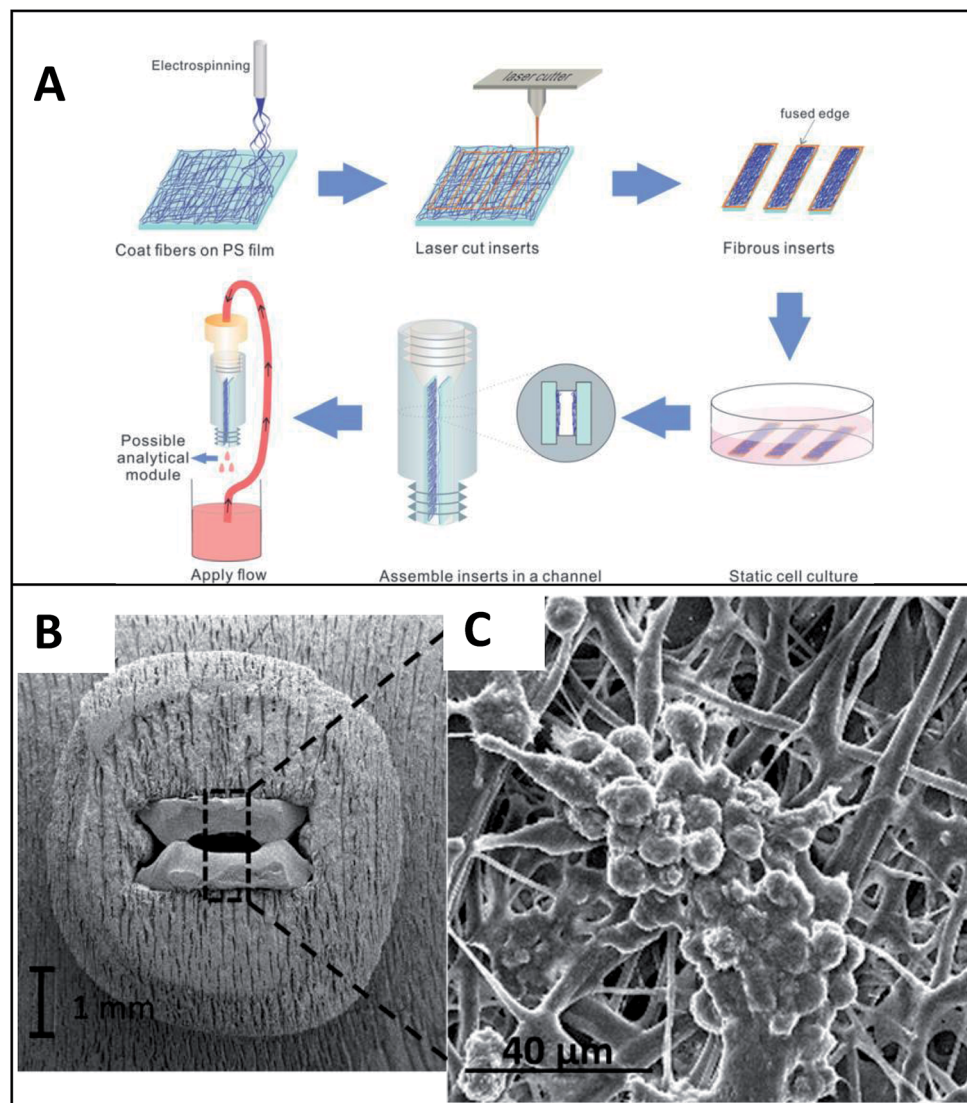 A
Electrospinning
laser cutter
fused edge
Coat fibers on PS film
Laser cut inserts
Fibrous inserts
Possible
analytical
module
Apply flow
Assemble inserts in a channel
Static cell culture
B
1 mm
C
40 µm